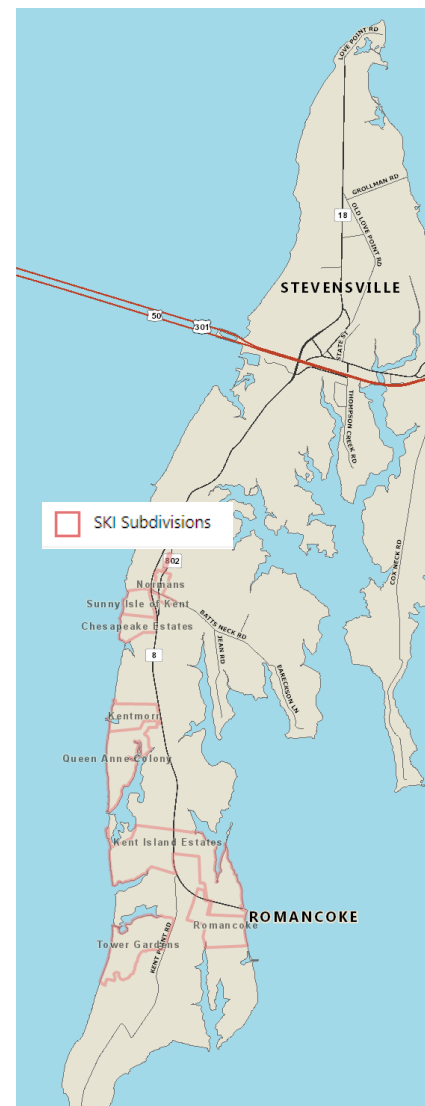 LOVE POINT RD
GROLLMAN RD
18
OLD LOVE POINT RD
STEVENSVILLE
50
301
STATE ST
THOMPSON CREEK RD
SKI Subdivisions
COX NECK RD
802
Normans
Sunny Isle of Kent
Chesapeake Estates
BATTS NECK RD
JEAN RD
BARECKSON LN
8
Kentmorr
Queen Anne Colony
Kent Island Estates
ROMANCOKE
Romancoke
Tower Gardens
KENT POINT RD